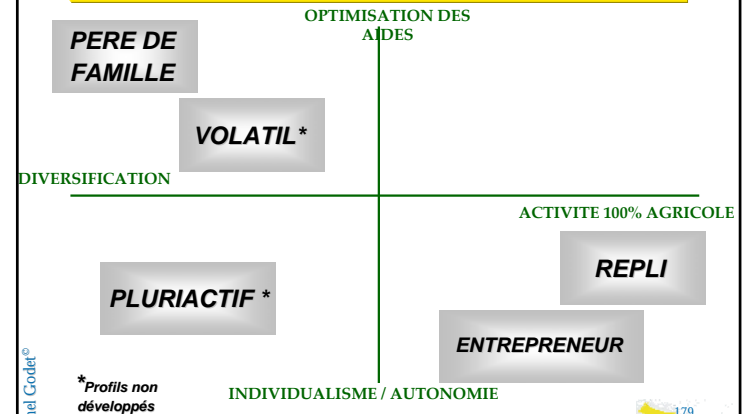 OPTIMISATION DES
AIDES
PERE DE
FAMILLE
VOLATIL*
DIVERSIFICATION
ACTIVITE 100% AGRICOLE
REPLI
PLURIACTIF *
ENTREPRENEUR
*Profils non
développés
INDIVIDUALISME / AUTONOMIE
Godet©
179